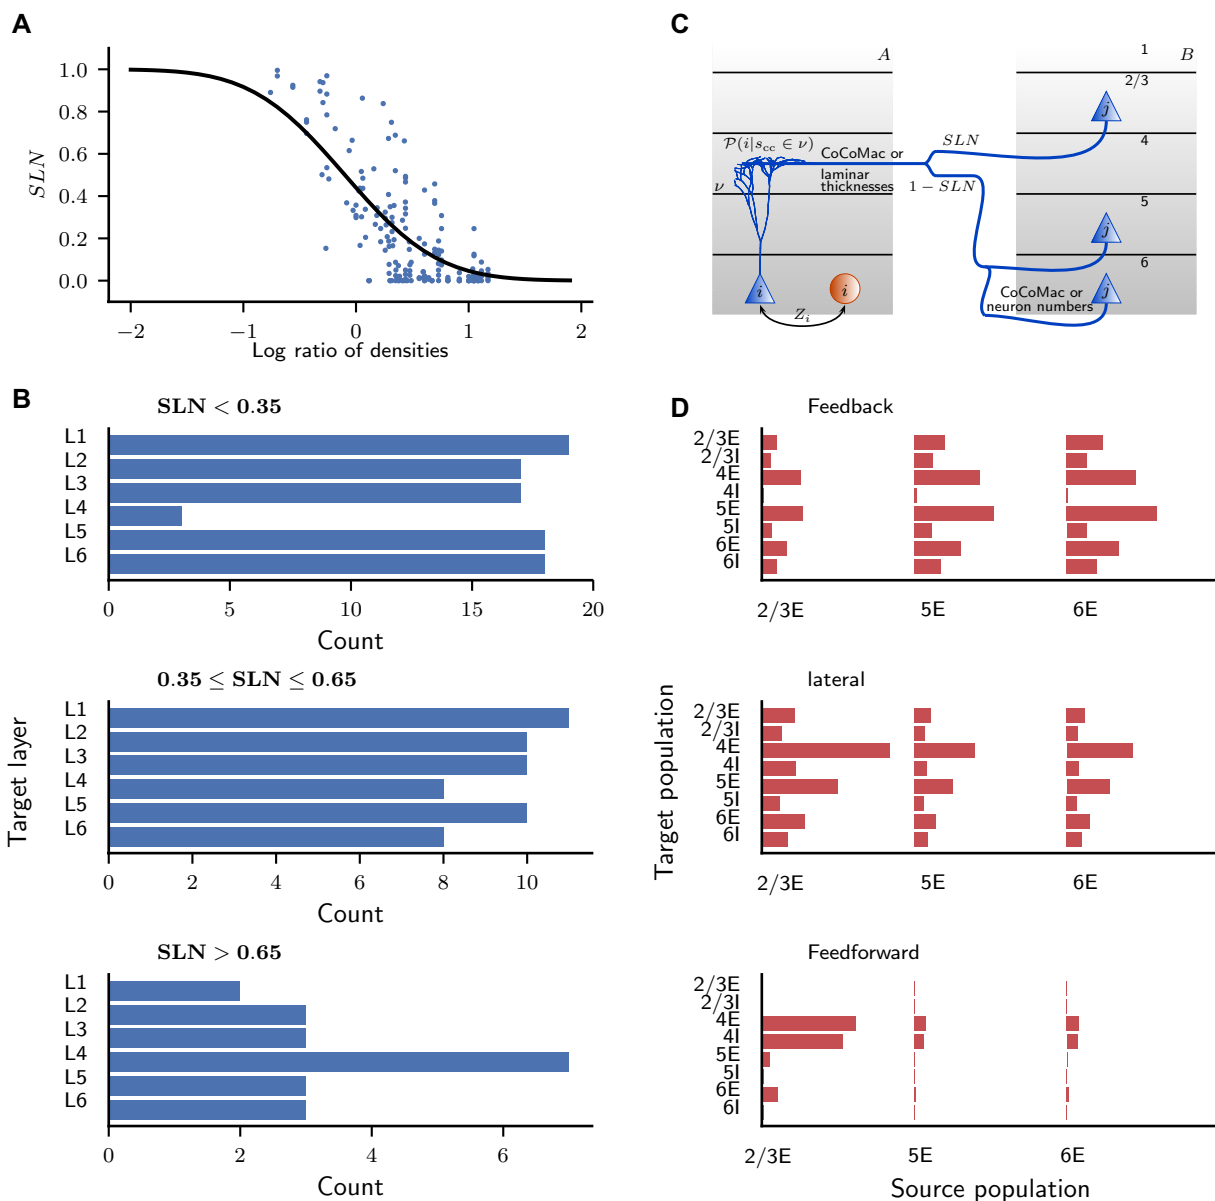 A
SLN
1.0
0.8
0.6
0.4
0.2
0.0
−2
−1
0
1
2
Log ratio of densities
C
A
B
1
2/3
4
5
6
P(i|s_cc ∈ ν)
ν
CoCoMac or
laminar
thicknesses
SLN
1 − SLN
j
j
j
i
i
Z_i
CoCoMac or
neuron numbers
B
Target layer
SLN < 0.35
L1
L2
L3
L4
L5
L6
0
5
10
15
20
Count
0.35 ≤ SLN ≤ 0.65
L1
L2
L3
L4
L5
L6
0
2
4
6
8
10
Count
SLN > 0.65
L1
L2
L3
L4
L5
L6
0
2
4
6
Count
D
Target population
Feedback
2/3E
2/3I
4E
4I
5E
5I
6E
6I
2/3E
5E
6E
lateral
2/3E
2/3I
4E
4I
5E
5I
6E
6I
2/3E
5E
6E
Feedforward
2/3E
2/3I
4E
4I
5E
5I
6E
6I
2/3E
5E
6E
Source population